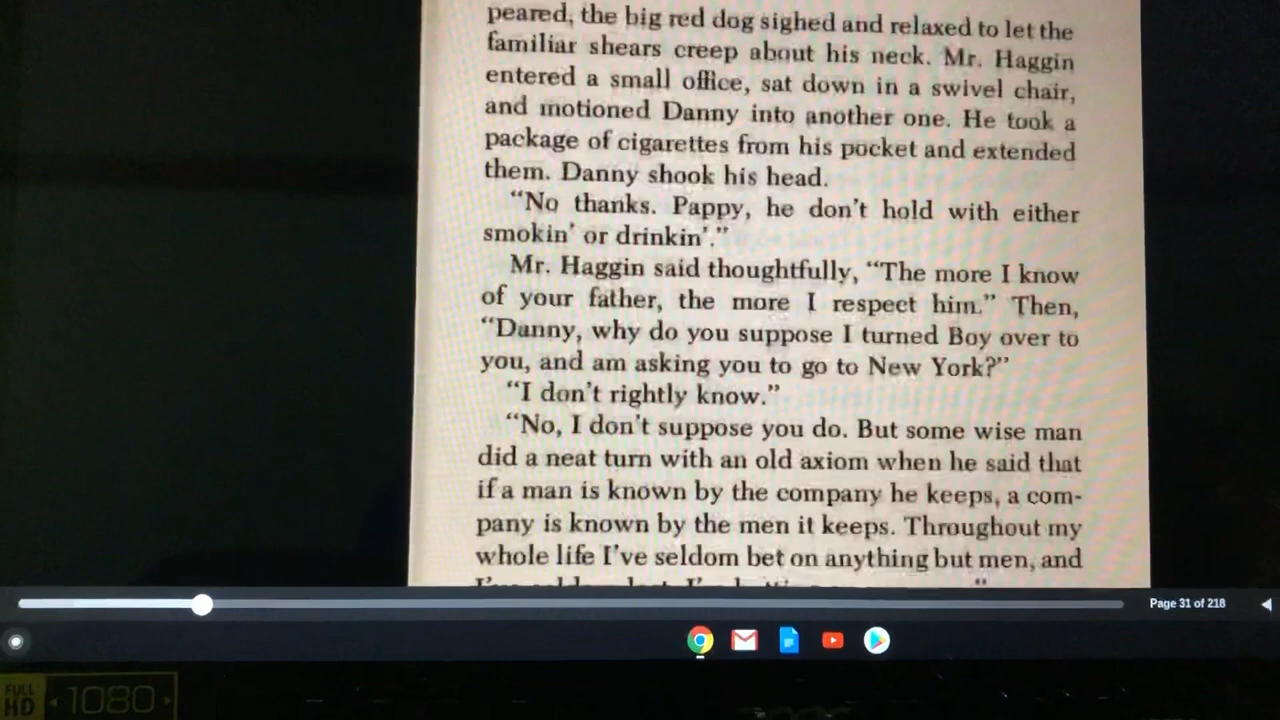 peared, the big red dog sighed and relaxed to let the
familiar shears creep about his neck. Mr. Haggin
entered a small office, sat down in a swivel chair,
and motioned Danny into another one. He took a
package of cigarettes from his pocket and extended
them. Danny shook his head.
“No thanks. Pappy, he don't hold with either
smokin' or drinkin'.”
Mr. Haggin said thoughtfully, “The more I know
of your father, the more I respect him.” Then,
“Danny, why do you suppose I turned Boy over to
you, and am asking you to go to New York?”
“I don't rightly know.”
“No, I don't suppose you do. But some wise man
did a neat turn with an old axiom when he said that
if a man is known by the company he keeps, a com-
pany is known by the men it keeps. Throughout my
whole life I've seldom bet on anything but men, and
Page 31 of 218
FULL HD 1080